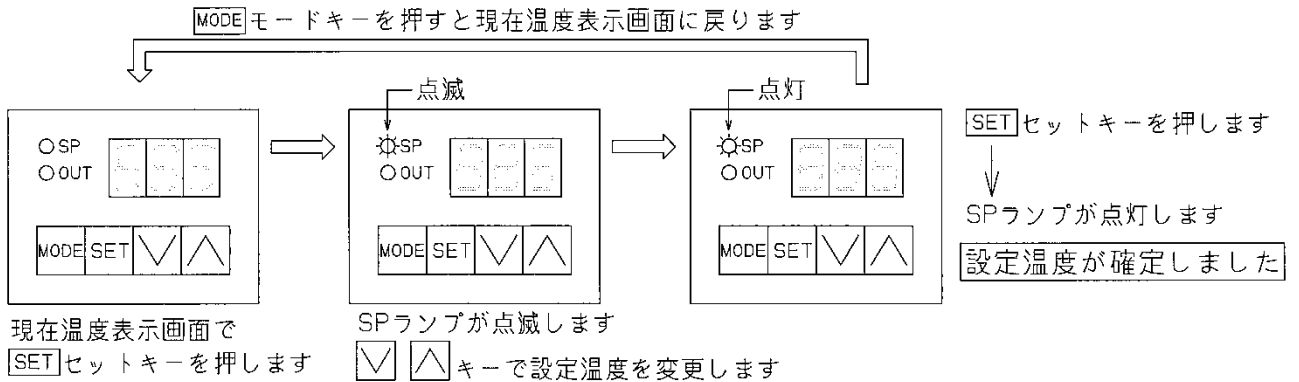 MODEモードキーを押すと現在温度表示画面に戻ります
SP
OUT
MODE SET
現在温度表示画面で
SETセットキーを押します
点滅
SP
OUT
MODE SET
SPランプが点滅します
キーで設定温度を変更します
点灯
SP
OUT
MODE SET
SETセットキーを押します
SPランプが点灯します
設定温度が確定しました